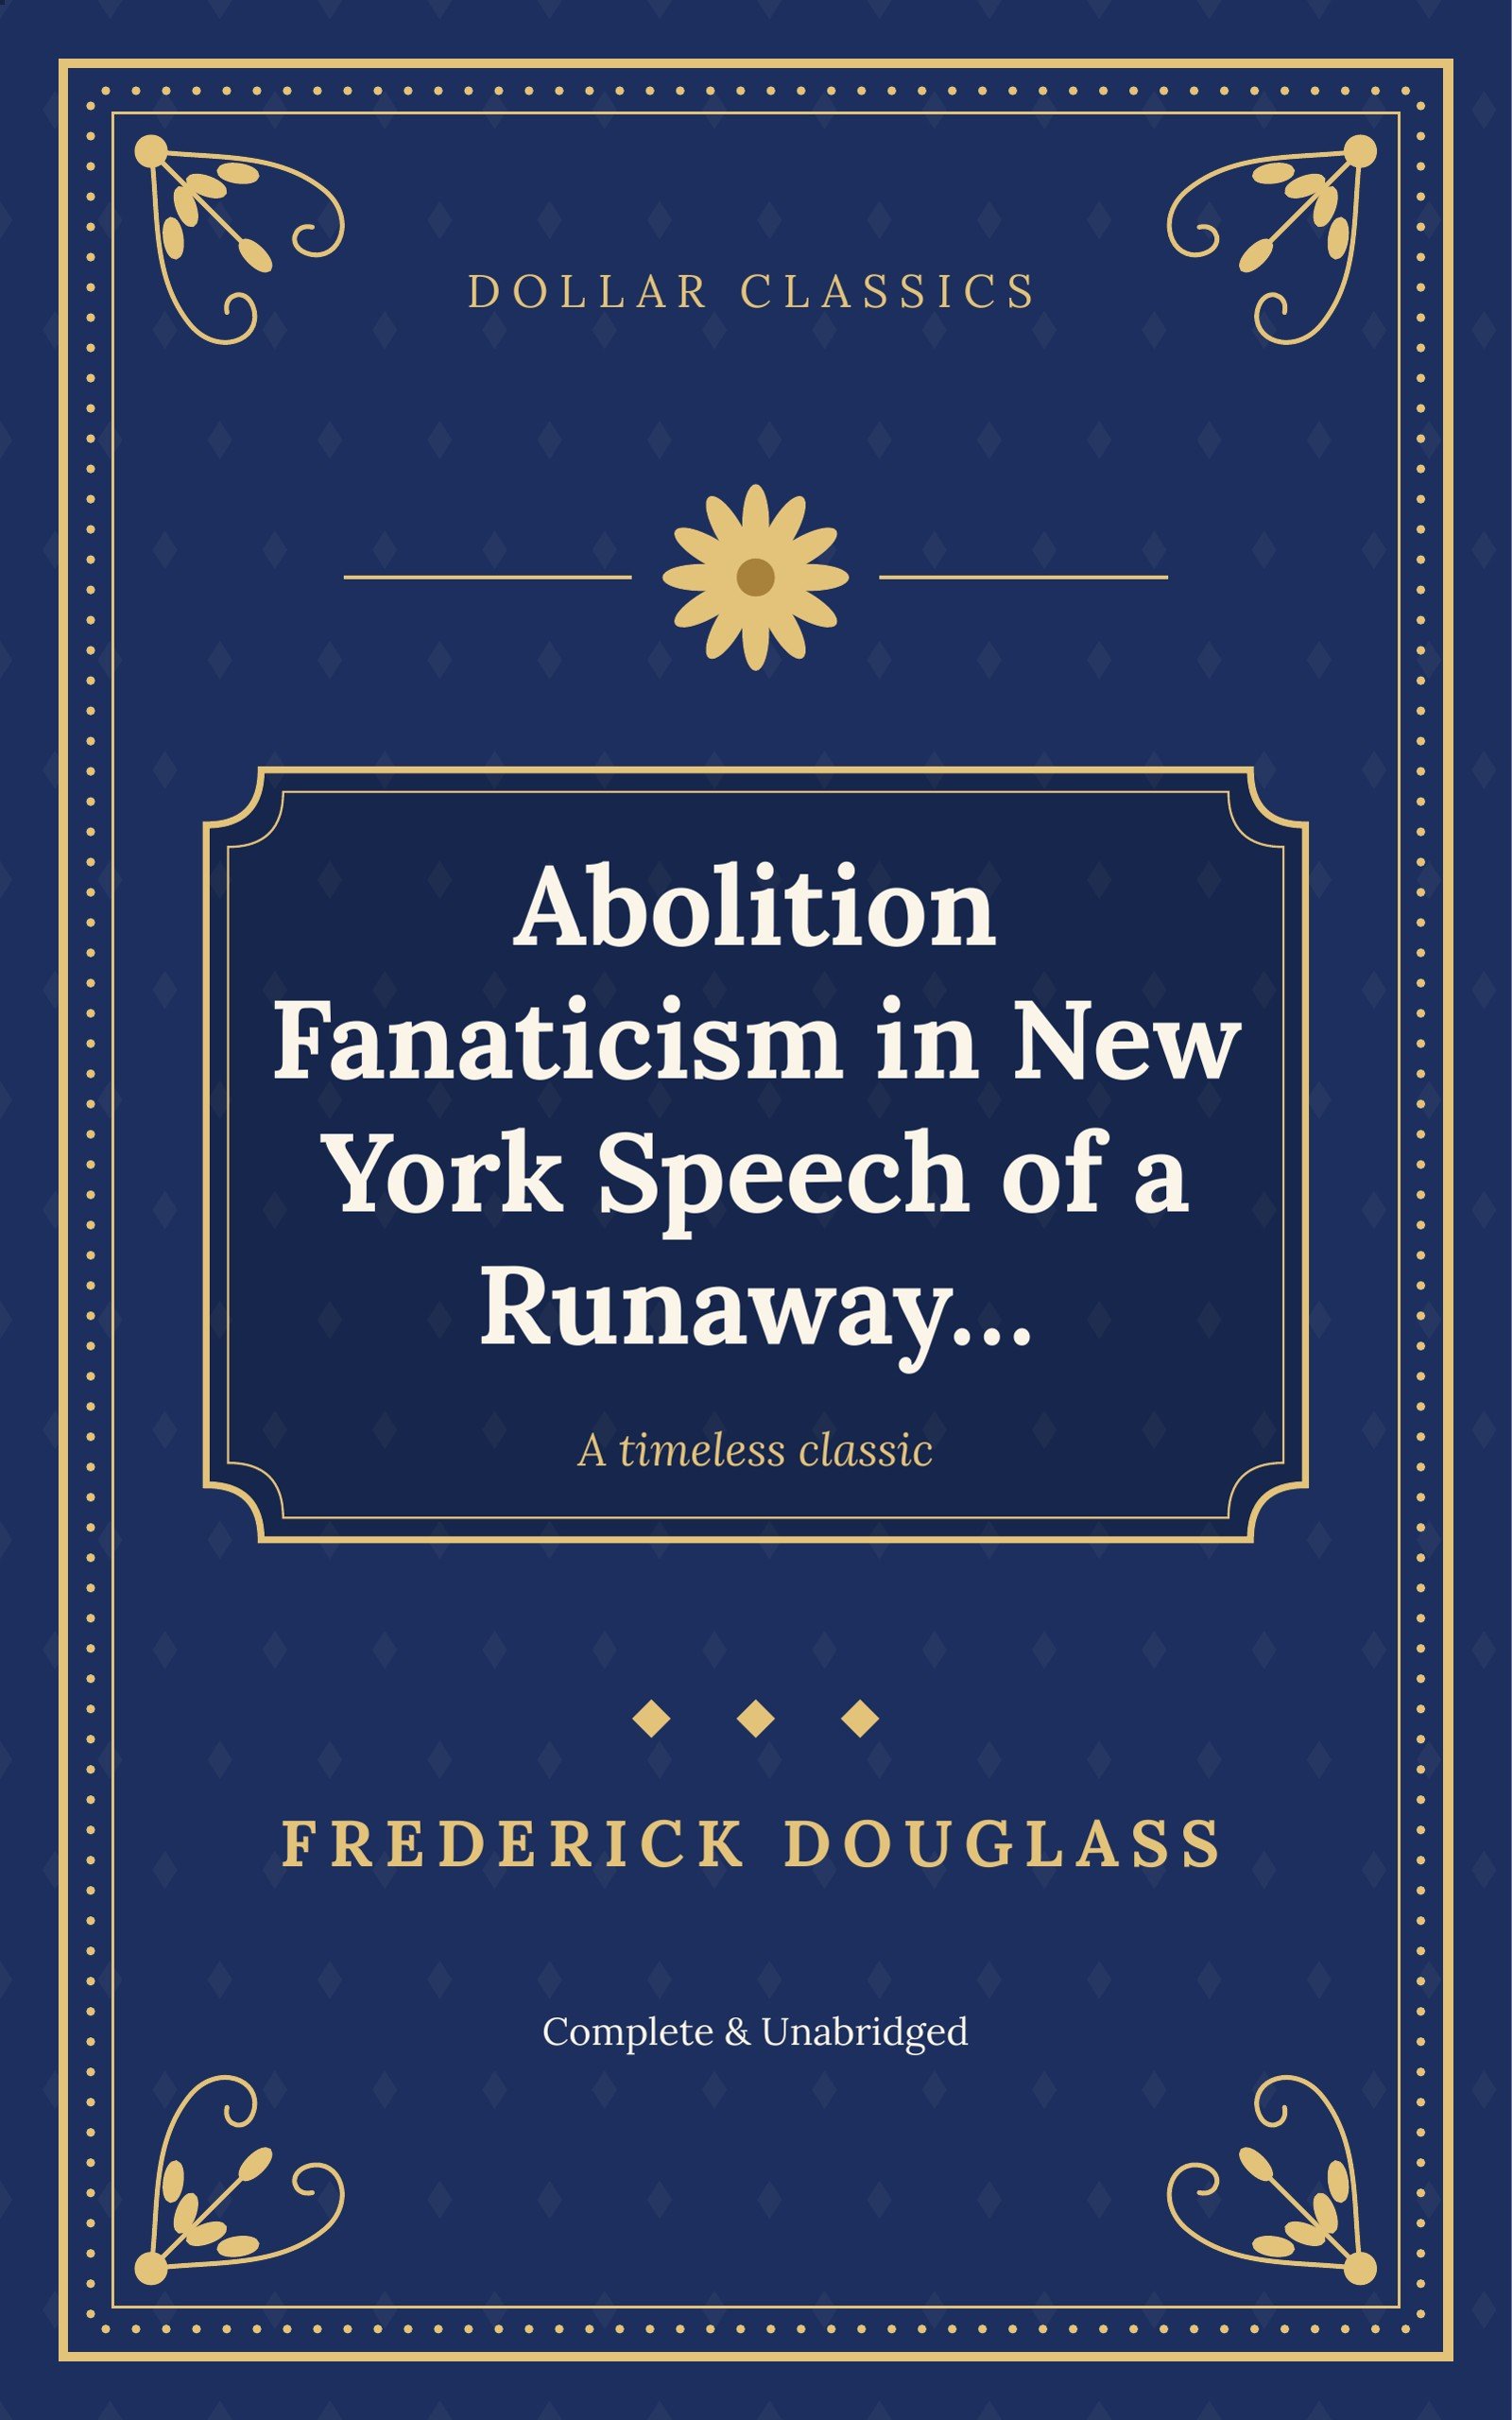 DOLLAR CLASSICS
Abolition
Fanaticism in New
York Speech of a
Runaway...
A timeless classic
FREDERICK DOUGLASS
Complete & Unabridged